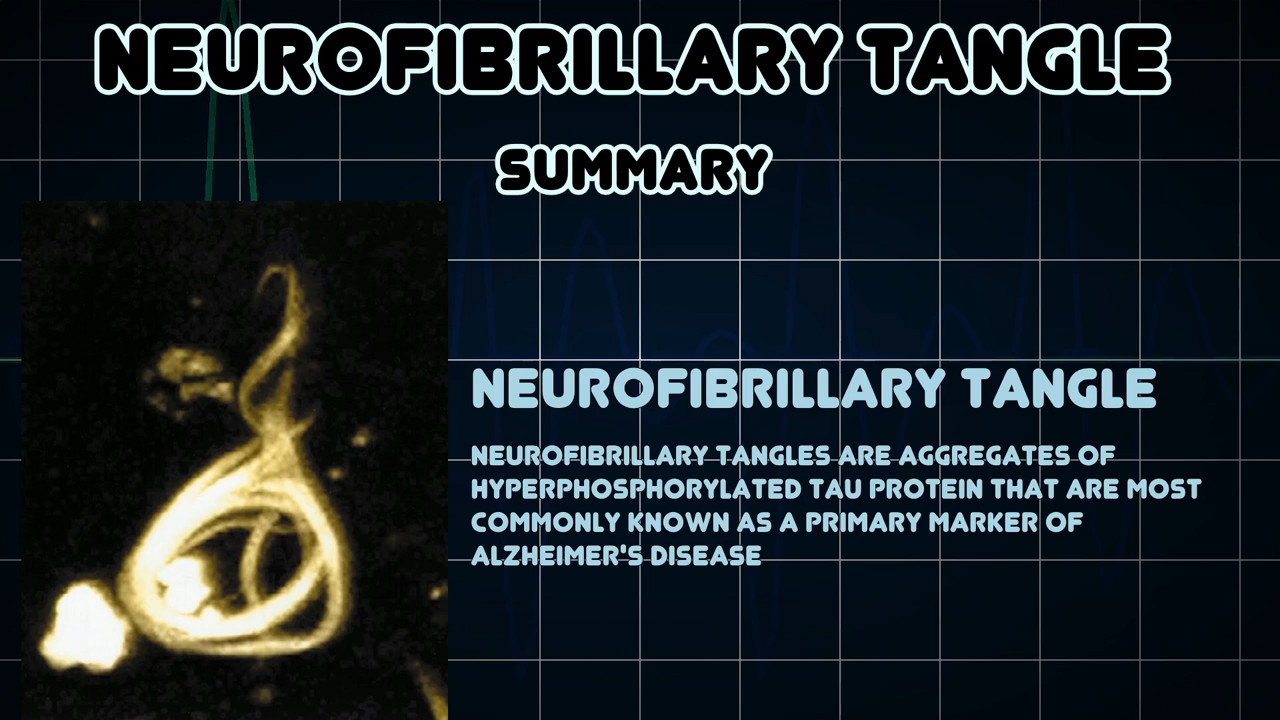 NEUROFIBRILLARY TANGLE
SUMMARY
NEUROFIBRILLARY TANGLE
NEUROFIBRILLARY TANGLES ARE AGGREGATES OF
HYPERPHOSPHORYLATED TAU PROTEIN THAT ARE MOST
COMMONLY KNOWN AS A PRIMARY MARKER OF
ALZHEIMER'S DISEASE